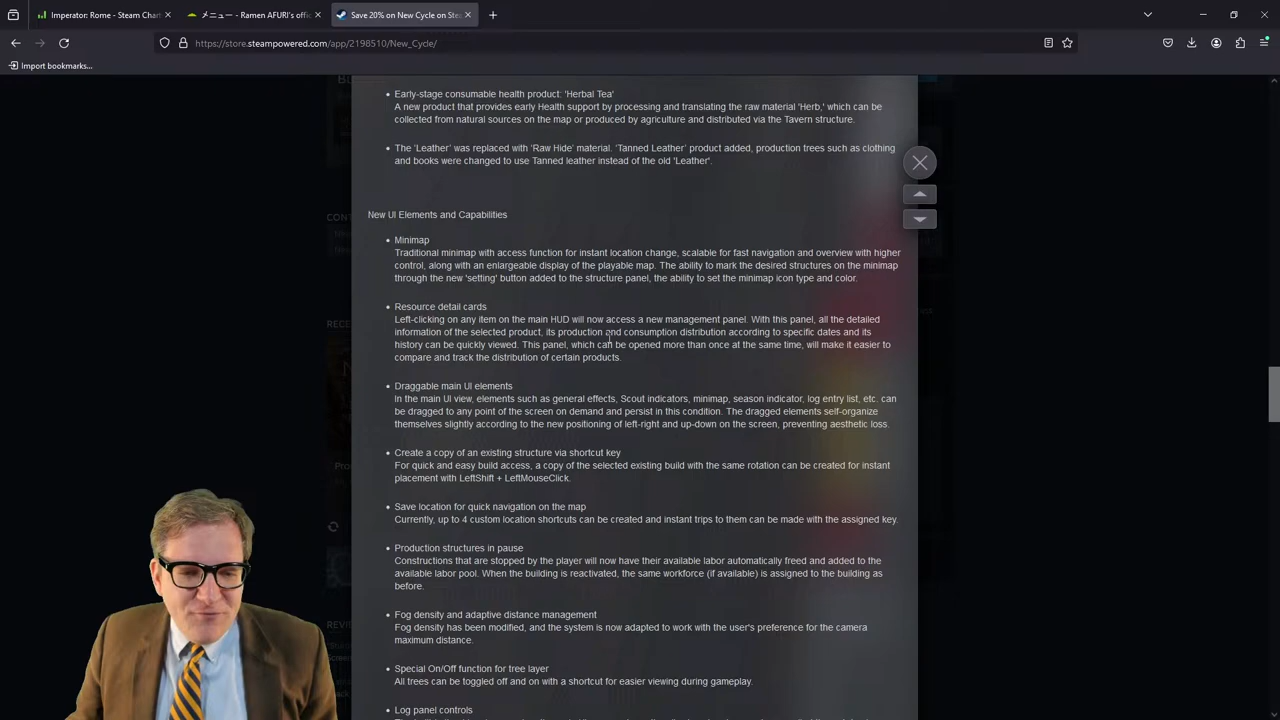 Imperator: Rome - Steam Char
メニュー - Ramen AFURI's offi
Save 20% on New Cycle on Stea
https://store.steampowered.com/app/2198510/New_Cycle/
Import bookmarks...
Early-stage consumable health product: 'Herbal Tea'
A new product that provides early Health support by processing and translating the raw material 'Herb,' which can be
collected from natural sources on the map or produced by agriculture and distributed via the Tavern structure.
The 'Leather' was replaced with 'Raw Hide' material. 'Tanned Leather' product added, production trees such as clothing
and books were changed to use Tanned leather instead of the old 'Leather'.
New UI Elements and Capabilities
Minimap
Traditional minimap with access function for instant location change, scalable for fast navigation and overview with higher
control, along with an enlargeable display of the playable map. The ability to mark the desired structures on the minimap
through the new 'setting' button added to the structure panel, the ability to set the minimap icon type and color.
Resource detail cards
Left-clicking on any item on the main HUD will now access a new management panel. With this panel, all the detailed
information of the selected product, its production and consumption distribution according to specific dates and its
history can be quickly viewed. This panel, which can be opened more than once at the same time, will make it easier to
compare and track the distribution of certain products.
Draggable main UI elements
In the main UI view, elements such as general effects, Scout indicators, minimap, season indicator, log entry list, etc. can
be dragged to any point of the screen on demand and persist in this condition. The dragged elements self-organize
themselves slightly according to the new positioning of left-right and up-down on the screen, preventing aesthetic loss.
Create a copy of an existing structure via shortcut key
For quick and easy build access, a copy of the selected existing build with the same rotation can be created for instant
placement with LeftShift + LeftMouseClick.
Save location for quick navigation on the map
Currently, up to 4 custom location shortcuts can be created and instant trips to them can be made with the assigned key.
Production structures in pause
Constructions that are stopped by the player will now have their available labor automatically freed and added to the
available labor pool. When the building is reactivated, the same workforce (if available) is assigned to the building as
before.
Fog density and adaptive distance management
Fog density has been modified, and the system is now adapted to work with the user's preference for the camera
maximum distance.
Special On/Off function for tree layer
All trees can be toggled off and on with a shortcut for easier viewing during gameplay.
Log panel controls